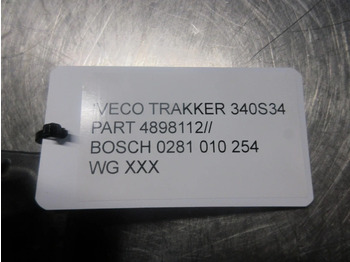 IVECO TRAKKER 340S34
PART 4898112//
BOSCH 0281 010 254
WG XXX